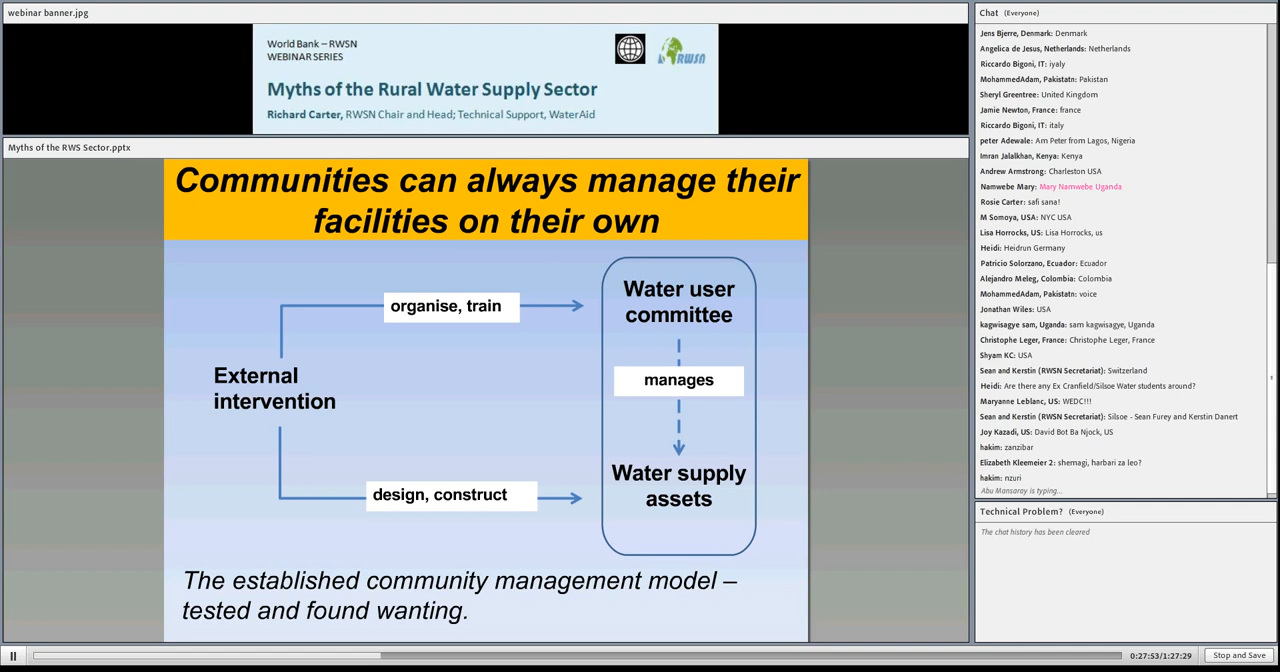 webinar banner.jpg
World Bank – RWSN
WEBINAR SERIES
RWSN
Myths of the Rural Water Supply Sector
Richard Carter, RWSN Chair and Head; Technical Support, WaterAid
Myths of the RWS Sector.pptx
Communities can always manage their
facilities on their own
organise, train
Water user
committee
manages
External
intervention
Water supply
assets
design, construct
The established community management model –
tested and found wanting.
0:27:53/1:27:29
Stop and Save
Chat (Everyone)
Jens Bjerre, Denmark: Denmark
Angelica de Jesus, Netherlands: Netherlands
Riccardo Bigoni, IT: iyaly
MohammedAdam, Pakistatn: Pakistan
Sheryl Greentree: United Kingdom
Jamie Newton, France: france
Riccardo Bigoni, IT: italy
peter Adewale: Am Peter from Lagos, Nigeria
Imran Jalalkhan, Kenya: Kenya
Andrew Armstrong: Charleston USA
Namwebe Mary: Mary Namwebe Uganda
Rosie Carter: safi sana!
M Somoya, USA: NYC USA
Lisa Horrocks, US: Lisa Horrocks, us
Heidi: Heidrun Germany
Patricio Solorzano, Ecuador: Ecuador
Alejandro Meleg, Colombia: Colombia
MohammedAdam, Pakistatn: voice
Jonathan Wiles: USA
kagwisagye sam, Uganda: sam kagwisagye, Uganda
Christophe Leger, France: Christophe Leger, France
Shyam KC: USA
Sean and Kerstin (RWSN Secretariat): Switzerland
Heidi: Are there any Ex Cranfield/Silsoe Water students around?
Maryanne Leblanc, US: WEDC!!!
Sean and Kerstin (RWSN Secretariat): Silsoe - Sean Furey and Kerstin Danert
Joy Kazadi, US: David Bot Ba Njock, US
hakim: zanzibar
Elizabeth Kleemeier 2: shemagi, harbari za leo?
hakim: nzuri
Abu Mansaray is typing...
Technical Problem? (Everyone)
The chat history has been cleared